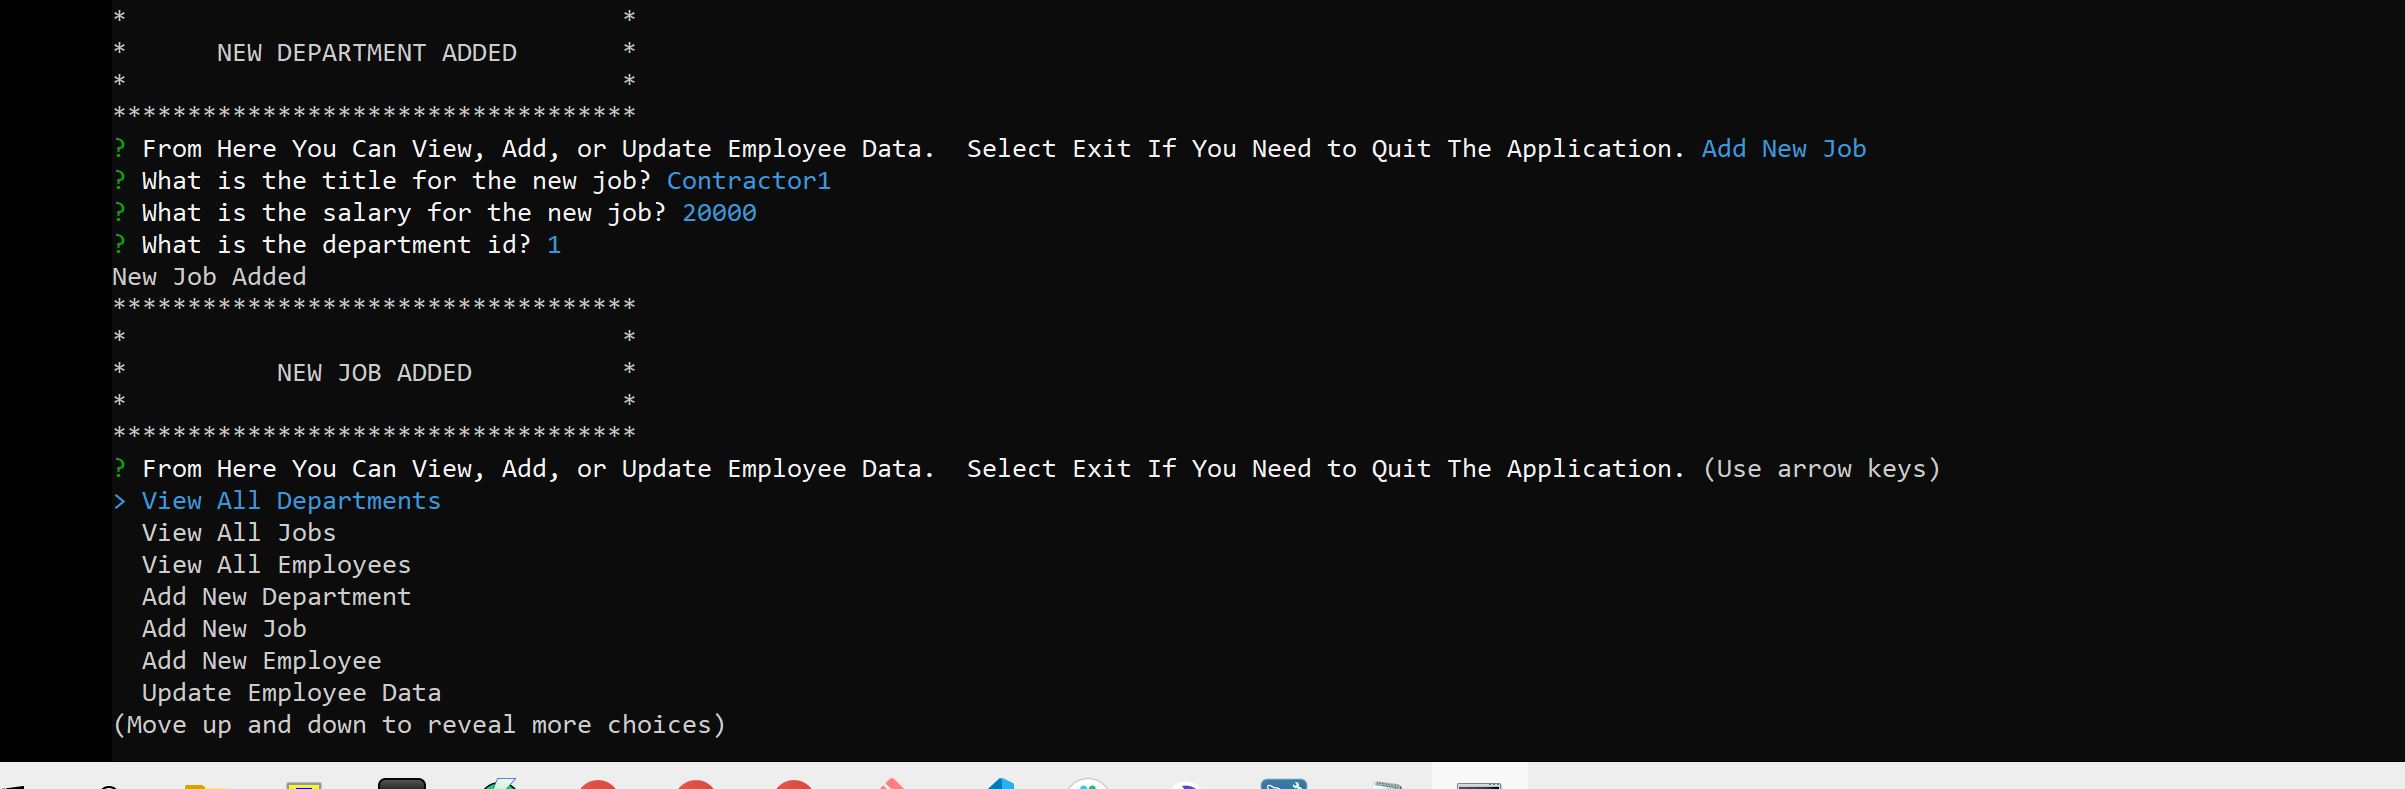 *                                 *
*      NEW DEPARTMENT ADDED       *
*                                 *
***********************************
? From Here You Can View, Add, or Update Employee Data.  Select Exit If You Need to Quit The Application. Add New Job
? What is the title for the new job? Contractor1
? What is the salary for the new job? 20000
? What is the department id? 1
New Job Added
***********************************
*                                 *
*          NEW JOB ADDED          *
*                                 *
***********************************
? From Here You Can View, Add, or Update Employee Data.  Select Exit If You Need to Quit The Application. (Use arrow keys)
> View All Departments
  View All Jobs
  View All Employees
  Add New Department
  Add New Job
  Add New Employee
  Update Employee Data
(Move up and down to reveal more choices)